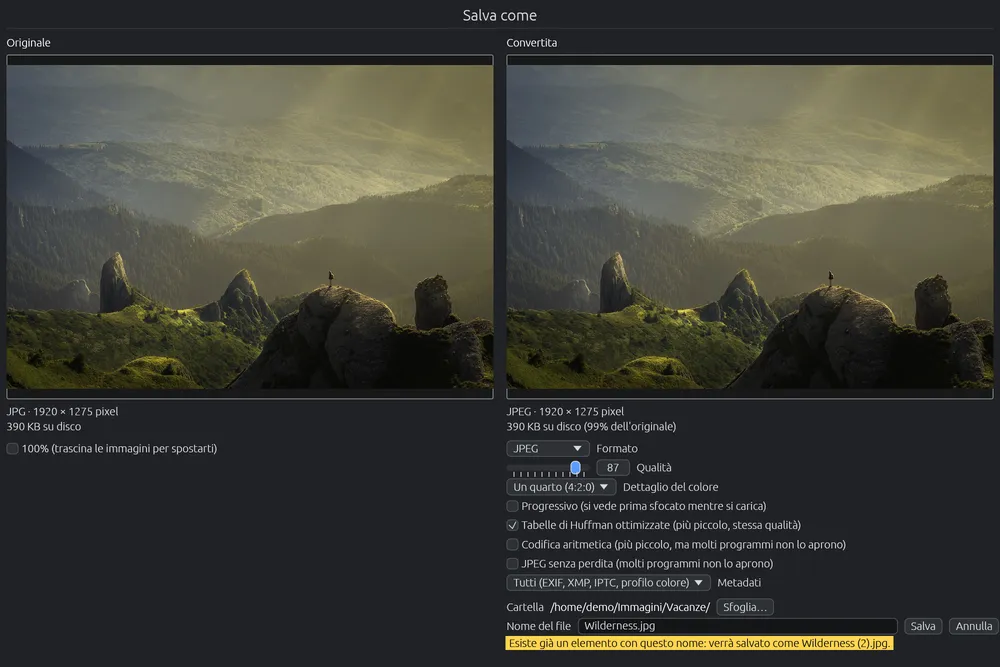 Salva come
Originale
Convertita
JPG · 1920 × 1275 pixel
390 KB su disco
100% (trascina le immagini per spostarti)
JPEG · 1920 × 1275 pixel
390 KB su disco (99% dell'originale)
JPEG Formato
87 Qualità
Un quarto (4:2:0) Dettaglio del colore
Progressivo (si vede prima sfocato mentre si carica)
Tabelle di Huffman ottimizzate (più piccolo, stessa qualità)
Codifica aritmetica (più piccolo, ma molti programmi non lo aprono)
JPEG senza perdita (molti programmi non lo aprono)
Tutti (EXIF, XMP, IPTC, profilo colore) Metadati
Cartella /home/demo/Immagini/Vacanze/ Sfoglia…
Nome del file Wilderness.jpg Salva Annulla
Esiste già un elemento con questo nome: verrà salvato come Wilderness (2).jpg.